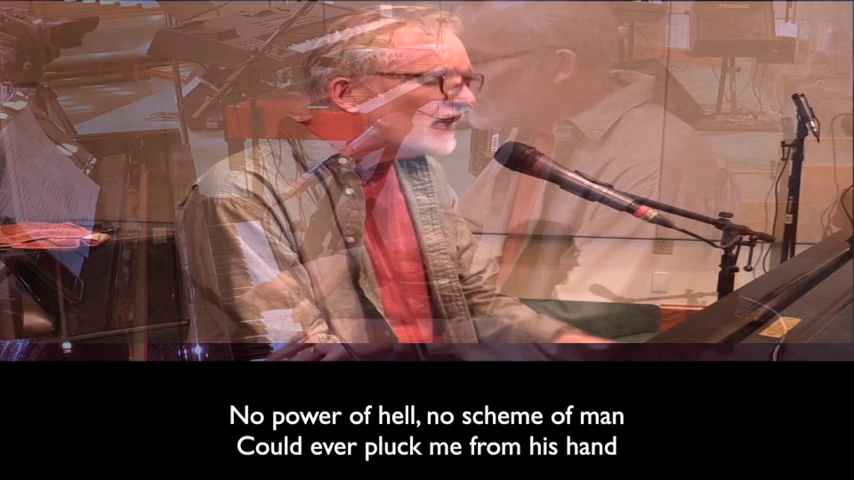 No power of hell, no scheme of man
Could ever pluck me from his hand